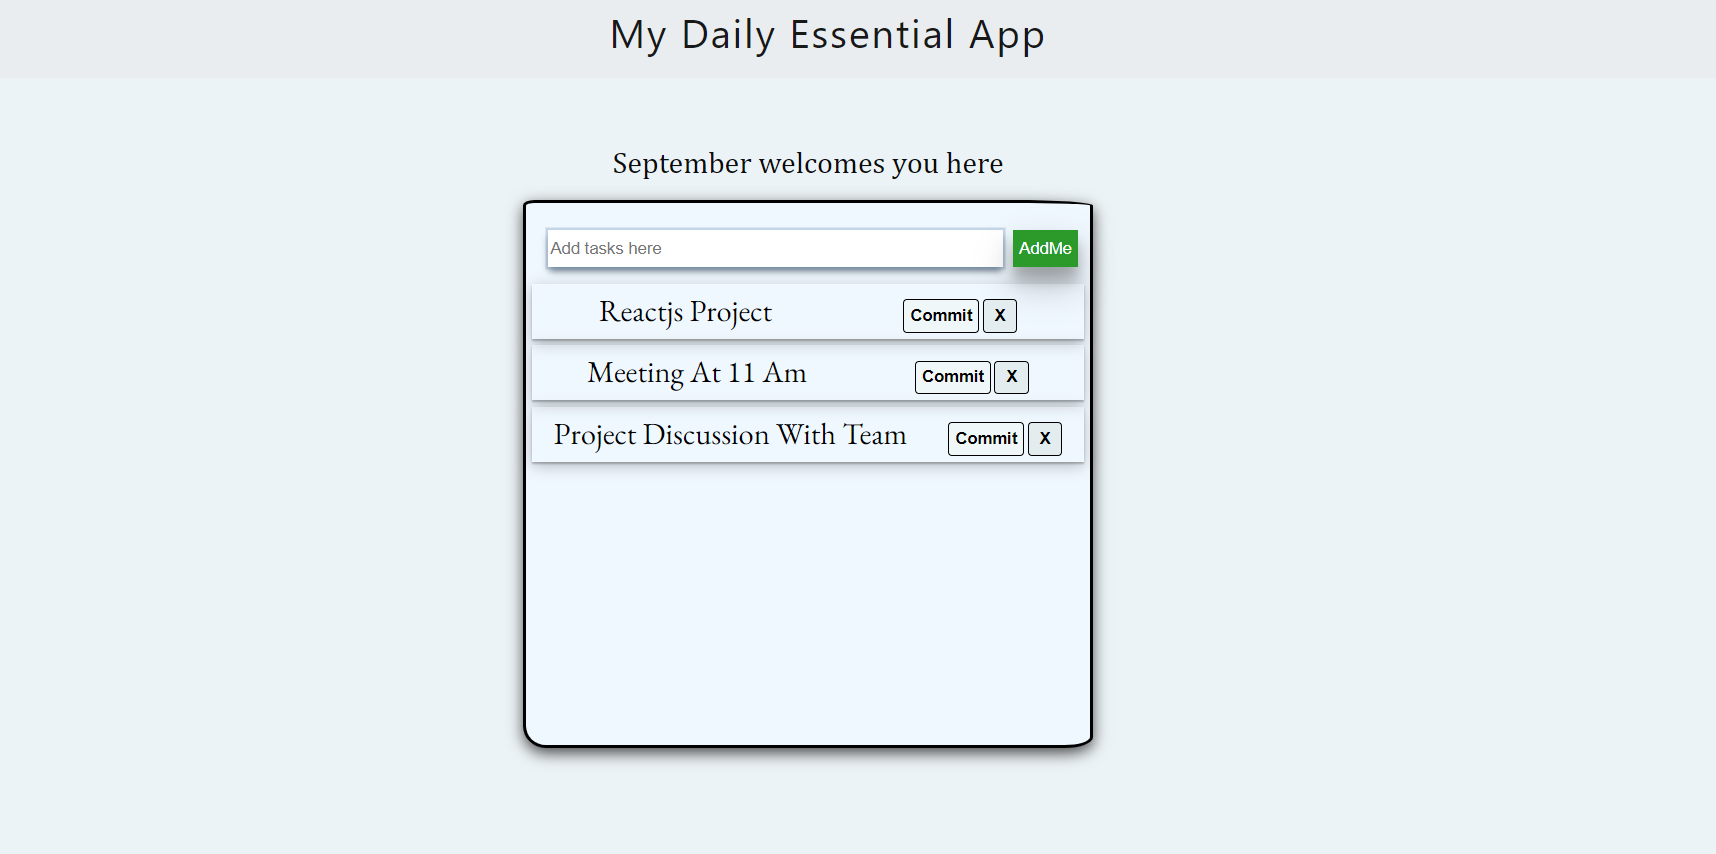 My Daily Essential App
September welcomes you here
Add tasks here AddMe
Reactjs Project Commit X
Meeting At 11 Am Commit X
Project Discussion With Team Commit X